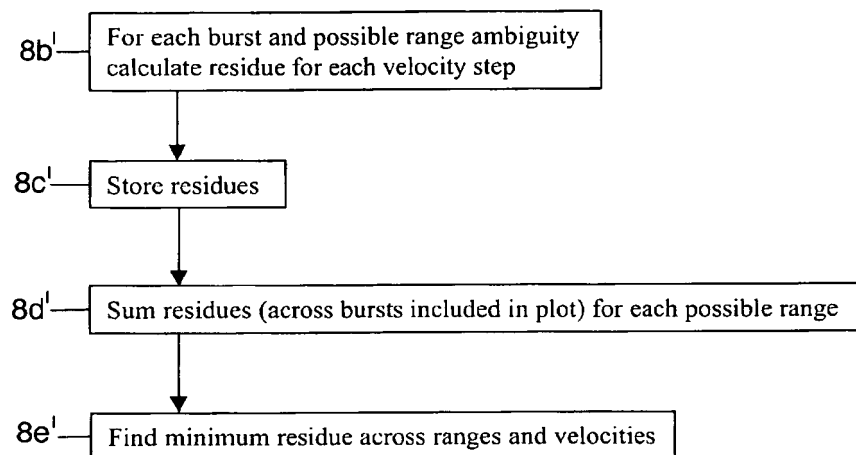 8b' For each burst and possible range ambiguity
calculate residue for each velocity step
8c' Store residues
8d' Sum residues (across bursts included in plot) for each possible range
8e' Find minimum residue across ranges and velocities